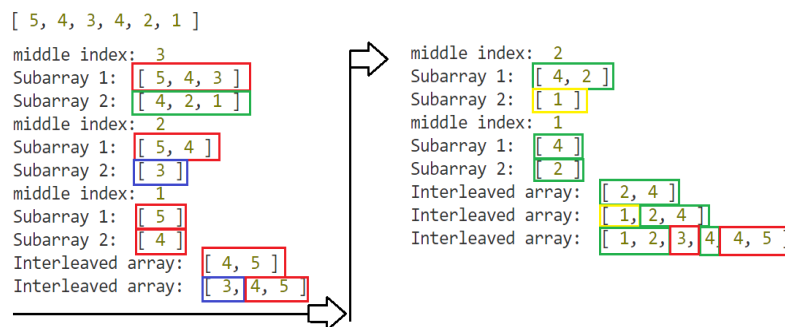 [ 5, 4, 3, 4, 2, 1 ]
middle index: 3
Subarray 1: [ 5, 4, 3 ]
Subarray 2: [ 4, 2, 1 ]
middle index: 2
Subarray 1: [ 5, 4 ]
Subarray 2: [ 3 ]
middle index: 1
Subarray 1: [ 5 ]
Subarray 2: [ 4 ]
Interleaved array: [ 4, 5 ]
Interleaved array: [ 3, 4, 5 ]
middle index: 2
Subarray 1: [ 4, 2 ]
Subarray 2: [ 1 ]
middle index: 1
Subarray 1: [ 4 ]
Subarray 2: [ 2 ]
Interleaved array: [ 2, 4 ]
Interleaved array: [ 1, 2, 4 ]
Interleaved array: [ 1, 2, 3, 4, 4, 5 ]